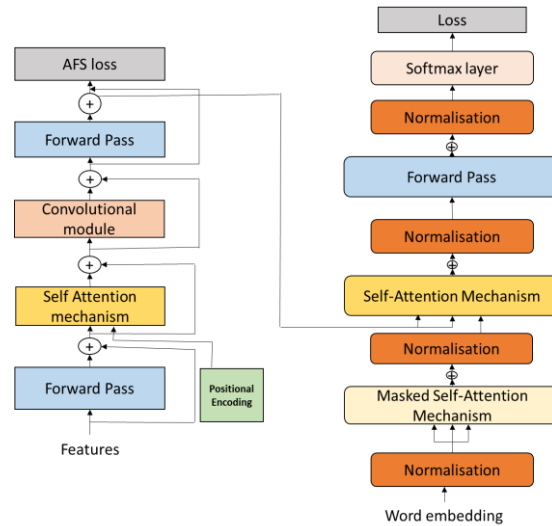 AFS loss
+
Forward Pass
+
Convolutional
module
+
Self Attention
mechanism
+
Forward Pass
Positional
Encoding
Features
Loss
Softmax layer
Normalisation
+
Forward Pass
Normalisation
+
Self-Attention Mechanism
Normalisation
+
Masked Self-Attention
Mechanism
Normalisation
Word embedding